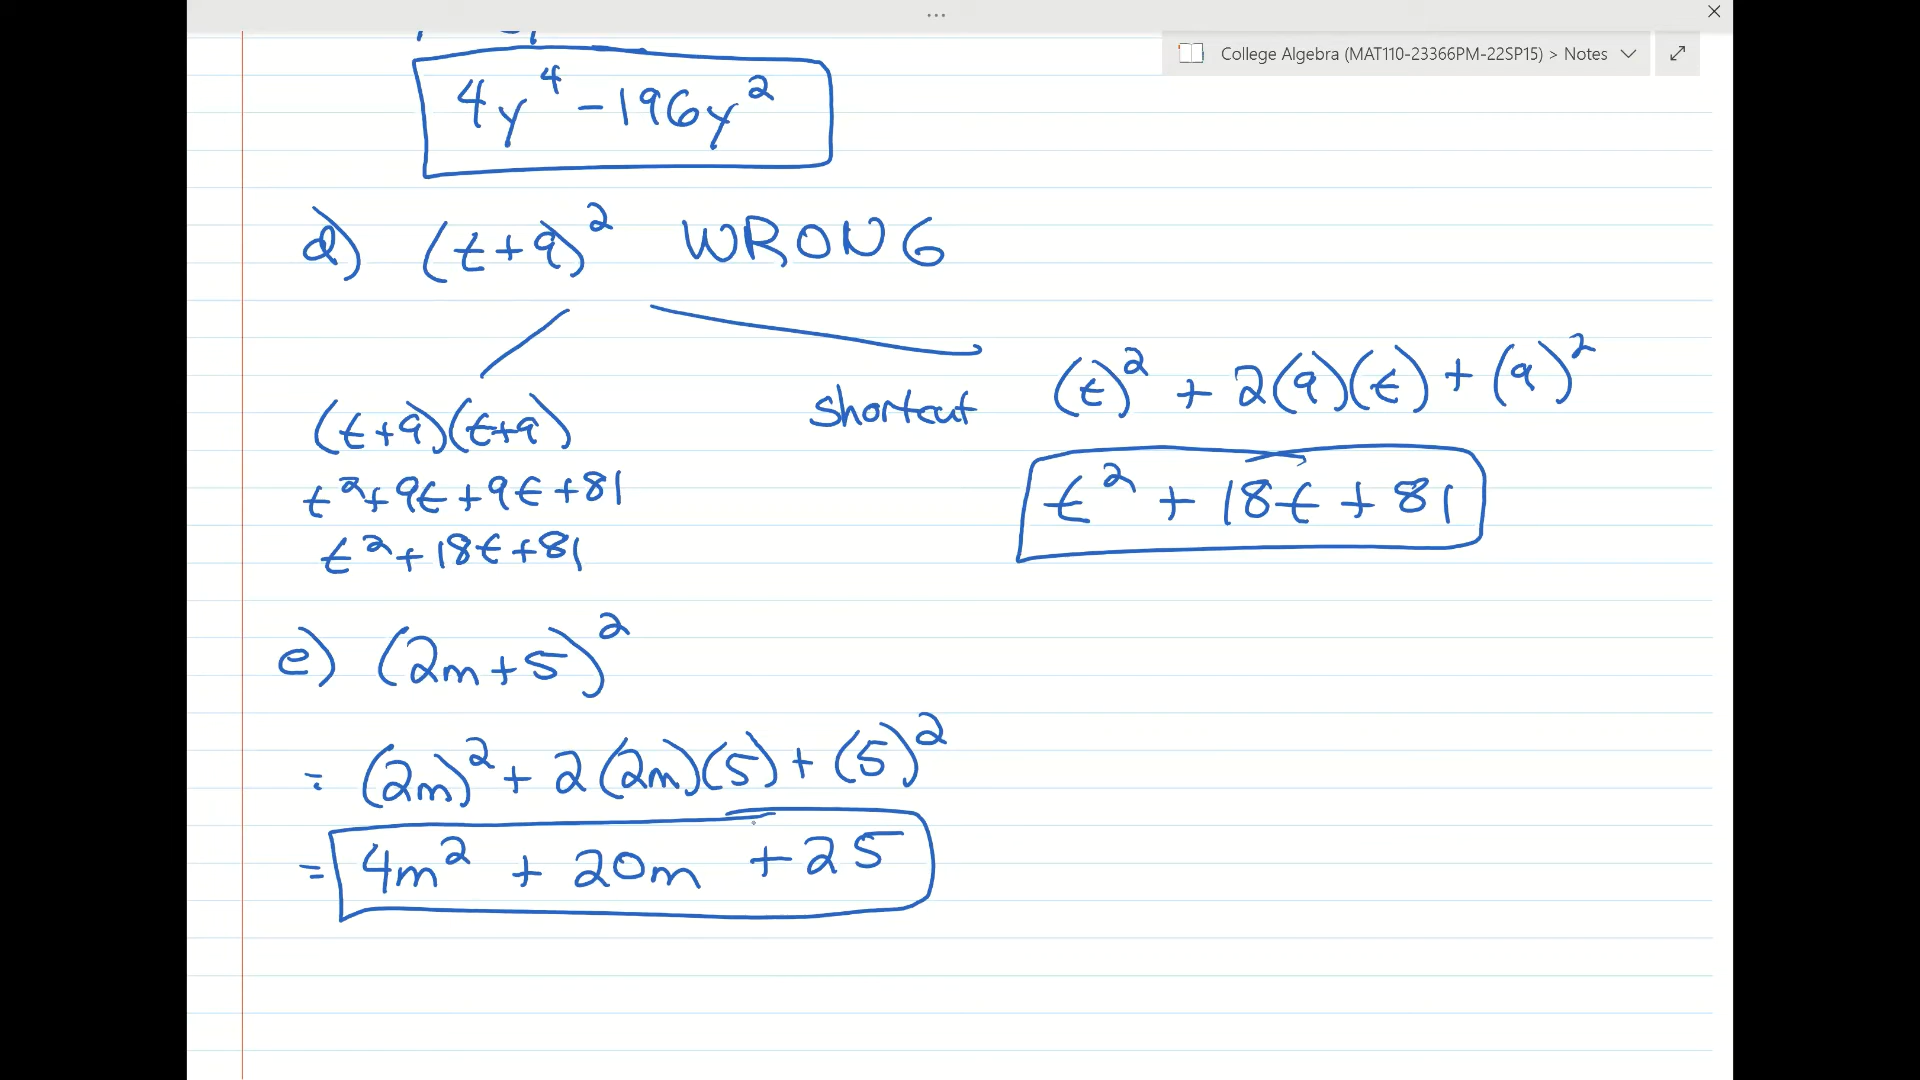 College Algebra (MAT110-23366PM-22SP15) > Notes
4y⁴ - 196y²
d) (t+9)² WRONG
(t+9)(t+9)
t²+9t+9t+81
t²+18t+81
shortcut (t)² + 2(9)(t) + (9)²
t² + 18t + 81
e) (2m+5)²
= (2m)² + 2(2m)(5) + (5)²
= 4m² + 20m + 25